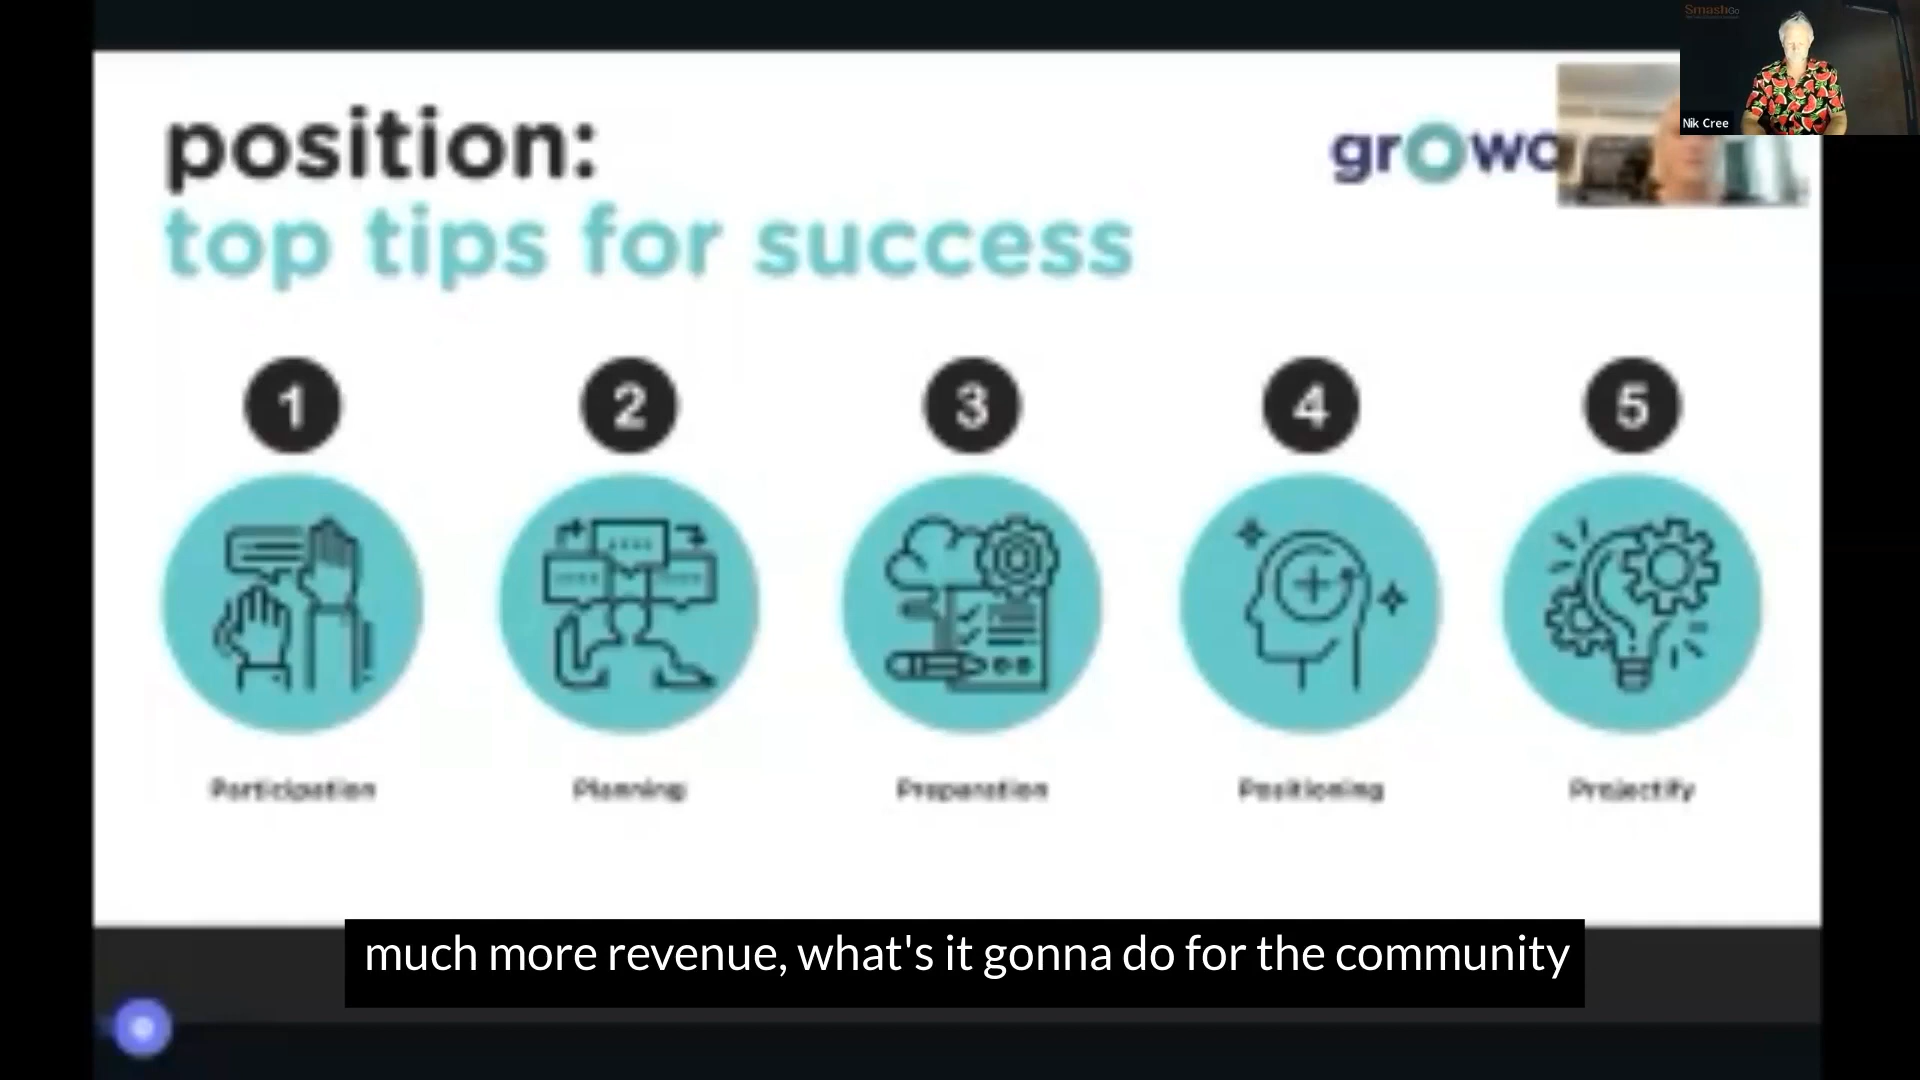 SmashGo
position:
Nik Cree
top tips for success
1 2 3 4 5
Participation Planning Preparation Positioning Projectify
much more revenue, what's it gonna do for the community